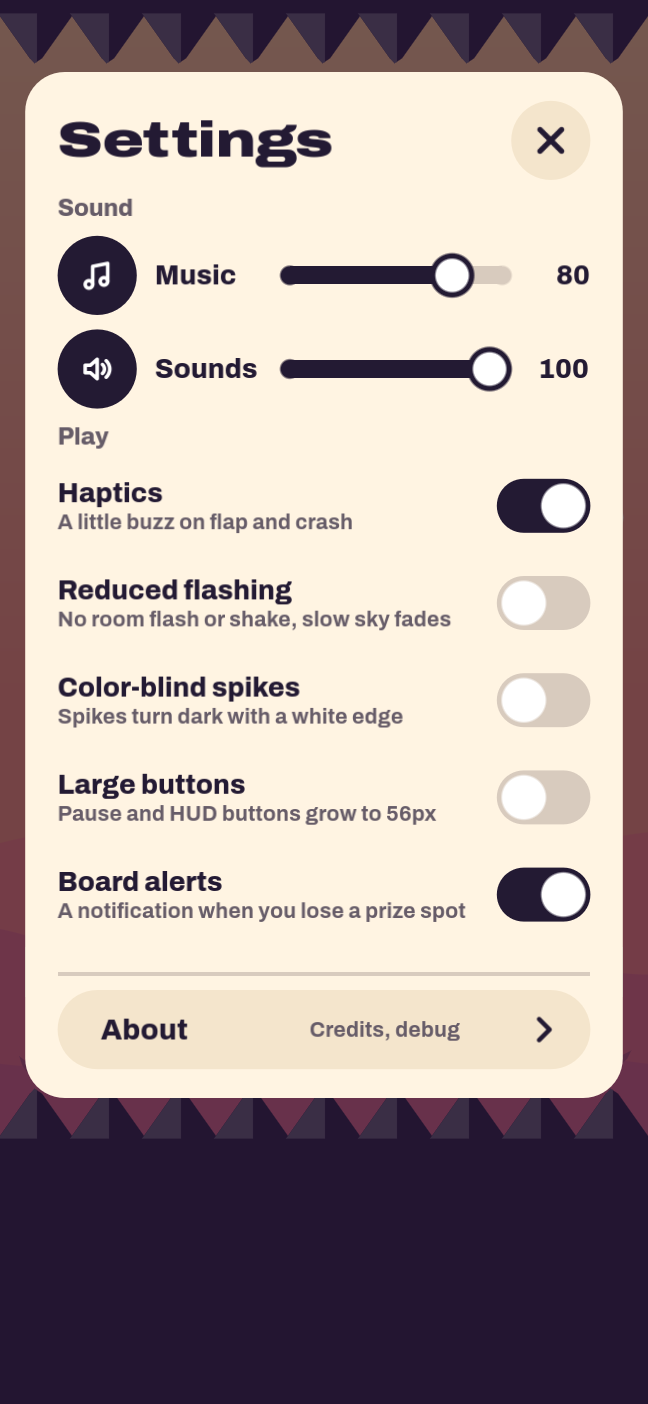 Settings
Sound
Music 80
Sounds 100
Play
Haptics
A little buzz on flap and crash
Reduced flashing
No room flash or shake, slow sky fades
Color-blind spikes
Spikes turn dark with a white edge
Large buttons
Pause and HUD buttons grow to 56px
Board alerts
A notification when you lose a prize spot
About Credits, debug